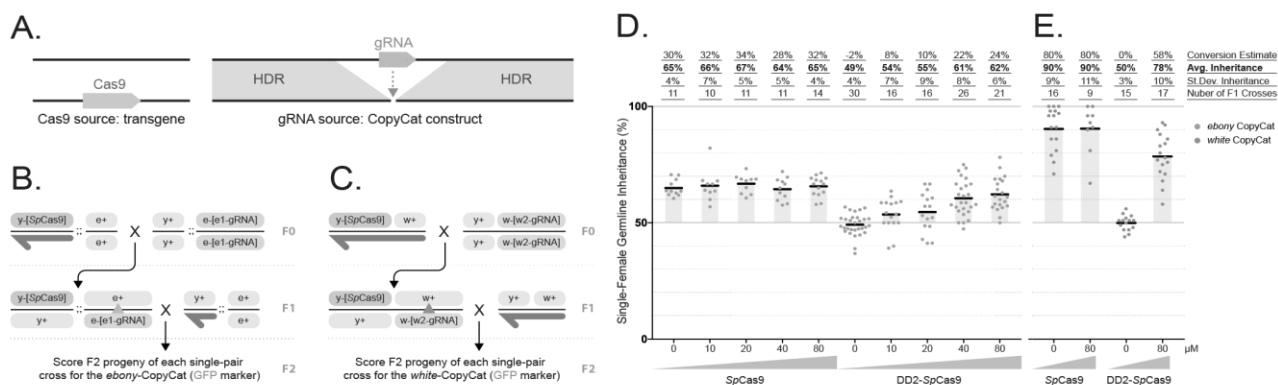 A.
gRNA
HDR
HDR
Cas9
Cas9 source: transgene
gRNA source: CopyCat construct
B.
y-[SpCas9] :: e+ e+ X y+ y+ :: e-[e1-gRNA] e-[e1-gRNA] F0
y-[SpCas9] y+ :: e+ e-[e1-gRNA] X y+ :: e+ e+ F1
Score F2 progeny of each single-pair
cross for the ebony-CopyCat (GFP marker)
F2
C.
y-[SpCas9] w+ X y+ y+ w-[w2-gRNA] w-[w2-gRNA] F0
y-[SpCas9] y+ w+ w-[w2-gRNA] X y+ w+ F1
Score F2 progeny of each single-pair
cross for the white-CopyCat (GFP marker)
F2
D.
30% 32% 34% 28% 32% -2% 8% 10% 22% 24%
65% 66% 67% 64% 65% 49% 54% 55% 61% 62%
4% 7% 5% 5% 4% 4% 7% 9% 8% 6%
11 10 11 11 14 30 16 16 26 21
Single-Female Germline Inheritance (%)
100
50
0
0 10 20 40 80 0 10 20 40 80
SpCas9 DD2-SpCas9
E.
80% 80% 0% 58% Conversion Estimate
90% 90% 50% 78% Avg. Inheritance
9% 11% 3% 10% St.Dev. Inheritance
16 9 15 17 Nuber of F1 Crosses
ebony CopyCat
white CopyCat
0 80 0 80 µM
SpCas9 DD2-SpCas9